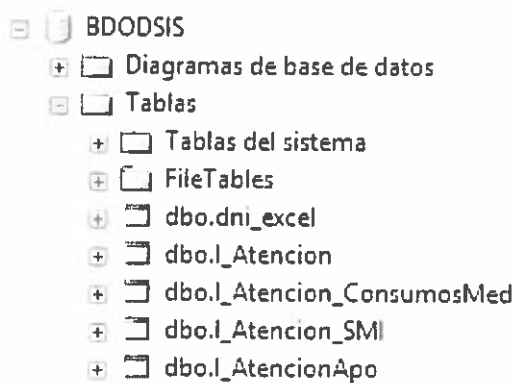 BDODSIS
Diagramas de base de datos
Tablas
Tablas del sistema
FileTables
dbo.dni_excel
dbo.I_Atencion
dbo.I_Atencion_ConsumosMed
dbo.I_Atencion_SMI
dbo.I_AtencionApo